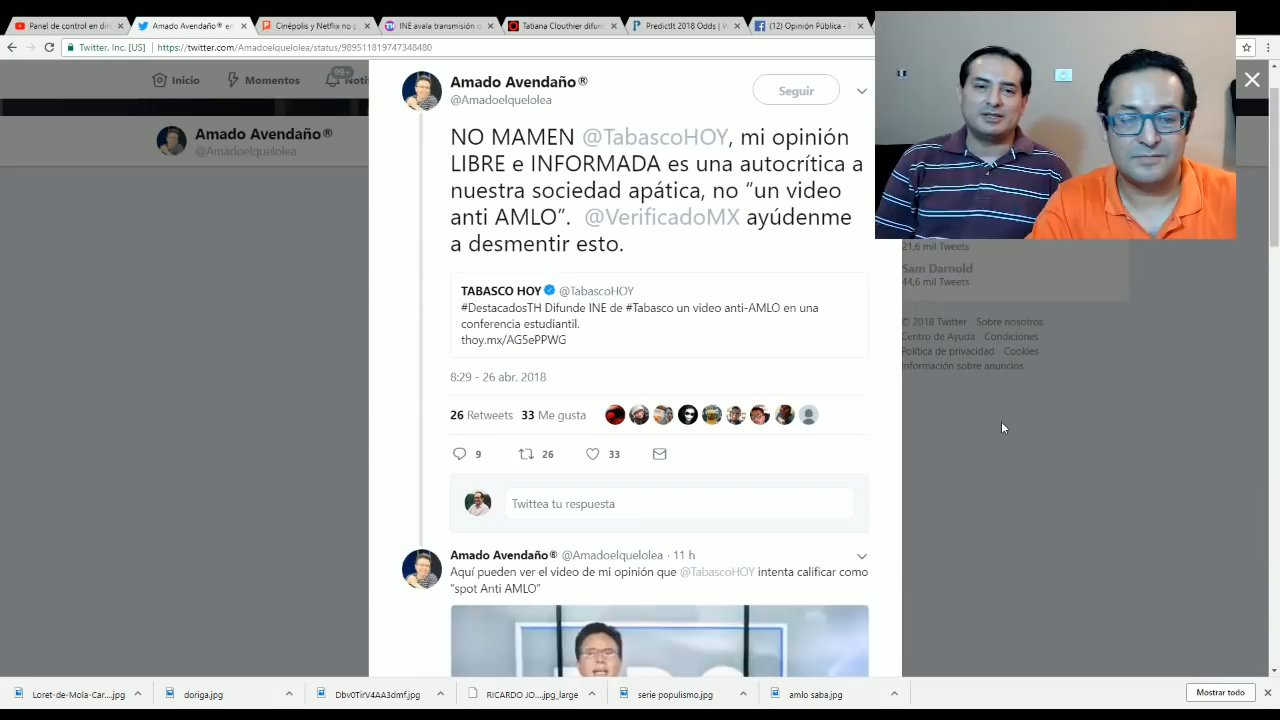 Panel de control en dir
Amado Avendaño® en
Cinépolis y Netflix no p
INE avala transmisión o
Tatiana Clouthier difun
PredictIt 2018 Odds | W
(12) Opinión Pública -
Twitter, Inc. [US]
https://twitter.com/Amadoelquelolea/status/989511819747348480
Inicio
Momentos
99+
Noti
Amado Avendaño®
@Amadoelquelolea
Amado Avendaño®
@Amadoelquelolea
Seguir
NO MAMEN @TabascoHOY, mi opinión
LIBRE e INFORMADA es una autocrítica a
nuestra sociedad apática, no “un video
anti AMLO”. @VerificadoMX ayúdenme
a desmentir esto.
TABASCO HOY @TabascoHOY
#DestacadosTH Difunde INE de #Tabasco un video anti-AMLO en una
conferencia estudiantil.
thoy.mx/AG5ePPWG
8:29 - 26 abr. 2018
26 Retweets 33 Me gusta
9 26 33
Twittea tu respuesta
Amado Avendaño® @Amadoelquelolea · 11 h
Aquí pueden ver el video de mi opinión que @TabascoHOY intenta calificar como
"spot Anti AMLO"
21,6 mil Tweets
Sam Darnold
44,6 mil Tweets
© 2018 Twitter Sobre nosotros
Centro de Ayuda Condiciones
Política de privacidad Cookies
Información sobre anuncios
Loret-de-Mola-Car....jpg
doriga.jpg
Dbv0TirV4AA3dmf.jpg
RICARDO JO....jpg_large
serie populismo.jpg
amlo saba.jpg
Mostrar todo